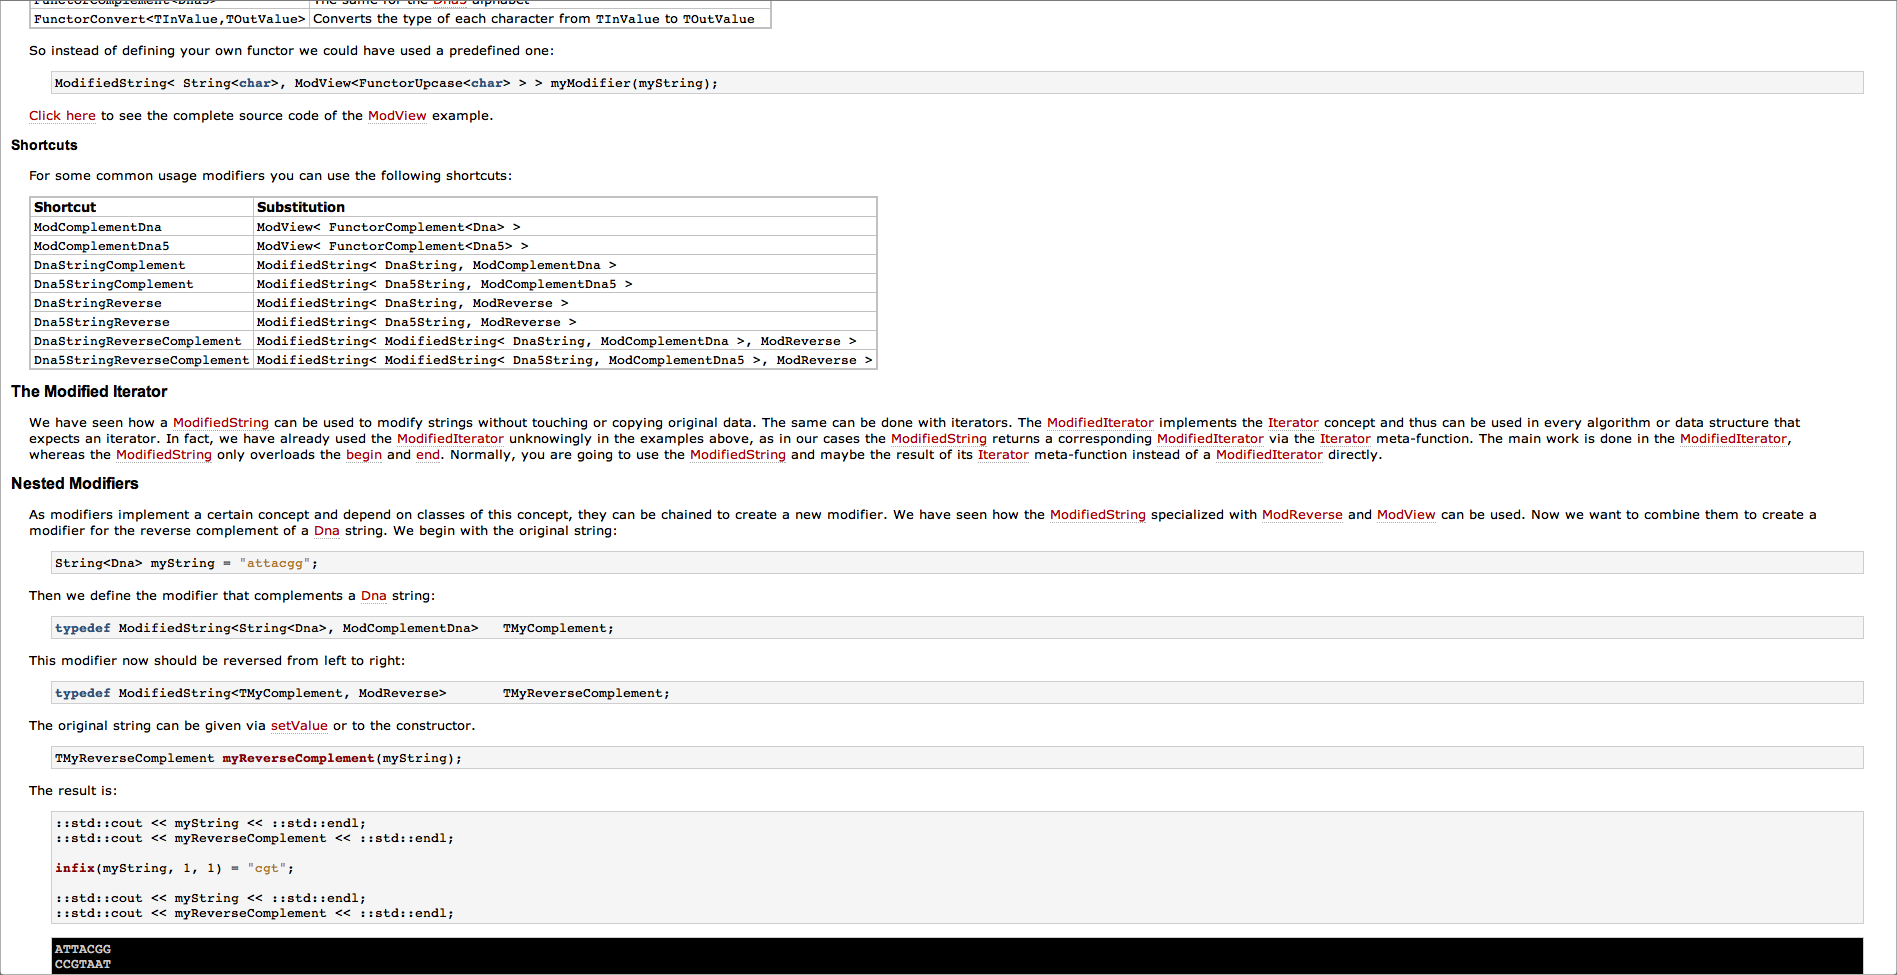 FunctorComplement<Dna5> The same for the Dna5 alphabet
FunctorConvert<TInValue,TOutValue> Converts the type of each character from TInValue to TOutValue
So instead of defining your own functor we could have used a predefined one:
ModifiedString< String<char>, ModView<FunctorUpcase<char> > > myModifier(myString);
Click here to see the complete source code of the ModView example.
Shortcuts
For some common usage modifiers you can use the following shortcuts:
Shortcut Substitution
ModComplementDna ModView< FunctorComplement<Dna> >
ModComplementDna5 ModView< FunctorComplement<Dna5> >
DnaStringComplement ModifiedString< DnaString, ModComplementDna >
Dna5StringComplement ModifiedString< Dna5String, ModComplementDna5 >
DnaStringReverse ModifiedString< DnaString, ModReverse >
Dna5StringReverse ModifiedString< Dna5String, ModReverse >
DnaStringReverseComplement ModifiedString< ModifiedString< DnaString, ModComplementDna >, ModReverse >
Dna5StringReverseComplement ModifiedString< ModifiedString< Dna5String, ModComplementDna5 >, ModReverse >
The Modified Iterator
We have seen how a ModifiedString can be used to modify strings without touching or copying original data. The same can be done with iterators. The ModifiedIterator implements the Iterator concept and thus can be used in every algorithm or data structure that
expects an iterator. In fact, we have already used the ModifiedIterator unknowingly in the examples above, as in our cases the ModifiedString returns a corresponding ModifiedIterator via the Iterator meta-function. The main work is done in the ModifiedIterator,
whereas the ModifiedString only overloads the begin and end. Normally, you are going to use the ModifiedString and maybe the result of its Iterator meta-function instead of a ModifiedIterator directly.
Nested Modifiers
As modifiers implement a certain concept and depend on classes of this concept, they can be chained to create a new modifier. We have seen how the ModifiedString specialized with ModReverse and ModView can be used. Now we want to combine them to create a
modifier for the reverse complement of a Dna string. We begin with the original string:
String<Dna> myString = "attacgg";
Then we define the modifier that complements a Dna string:
typedef ModifiedString<String<Dna>, ModComplementDna>   TMyComplement;
This modifier now should be reversed from left to right:
typedef ModifiedString<TMyComplement, ModReverse>       TMyReverseComplement;
The original string can be given via setValue or to the constructor.
TMyReverseComplement myReverseComplement(myString);
The result is:
::std::cout << myString << ::std::endl;
::std::cout << myReverseComplement << ::std::endl;
infix(myString, 1, 1) = "cgt";
::std::cout << myString << ::std::endl;
::std::cout << myReverseComplement << ::std::endl;
ATTACGG
CCGTAAT